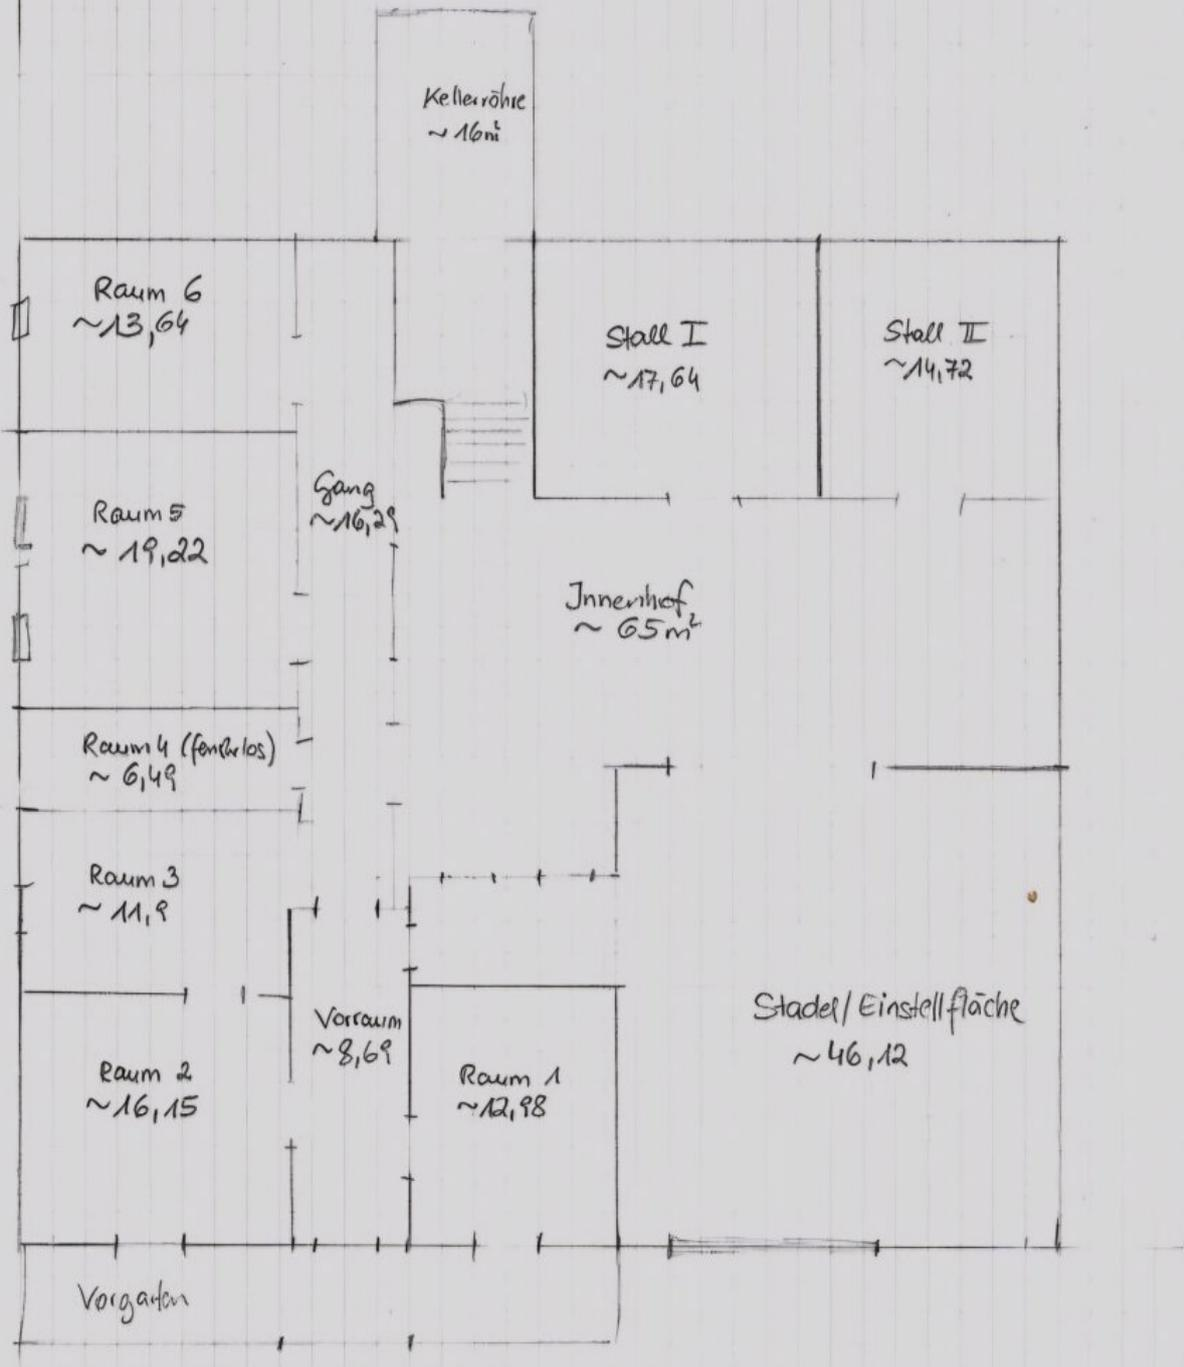 Kellerröhre
~ 16m²
Raum 6
~13,64
Stall I
~17,64
Stall II
~14,72
Gang
~16,29
Raum 5
~ 19,22
Innenhof
~ 65m²
Raum 4 (fensterlos)
~ 6,49
Raum 3
~ 11,9
Vorraum
~8,69
Stadel/Einstellfläche
~46,12
Raum 2
~16,15
Raum 1
~12,98
Vorgarten